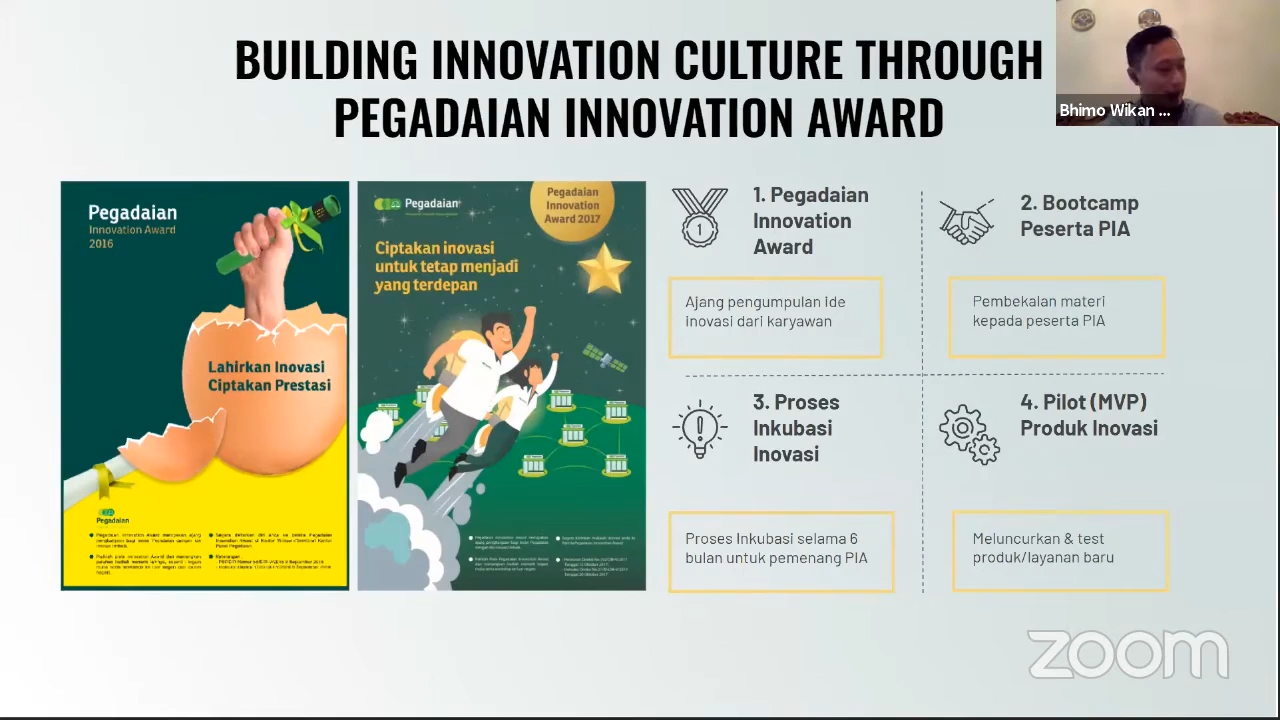 BUILDING INNOVATION CULTURE THROUGH
PEGADAIAN INNOVATION AWARD
Bhimo Wikan ...
Pegadaian
Innovation Award
2016
Lahirkan Inovasi
Ciptakan Prestasi
Pegadaian
Pegadaian
Pegadaian
Innovation
Award 2017
Ciptakan inovasi
untuk tetap menjadi
yang terdepan
1. Pegadaian
Innovation
Award
Ajang pengumpulan ide
inovasi dari karyawan
2. Bootcamp
Peserta PIA
Pembekalan materi
kepada peserta PIA
3. Proses
Inkubasi
Inovasi
Proses Inkubasi selama 6
bulan untuk pemenang PIA
4. Pilot (MVP)
Produk Inovasi
Meluncurkan & test
produk/layanan baru
zoom